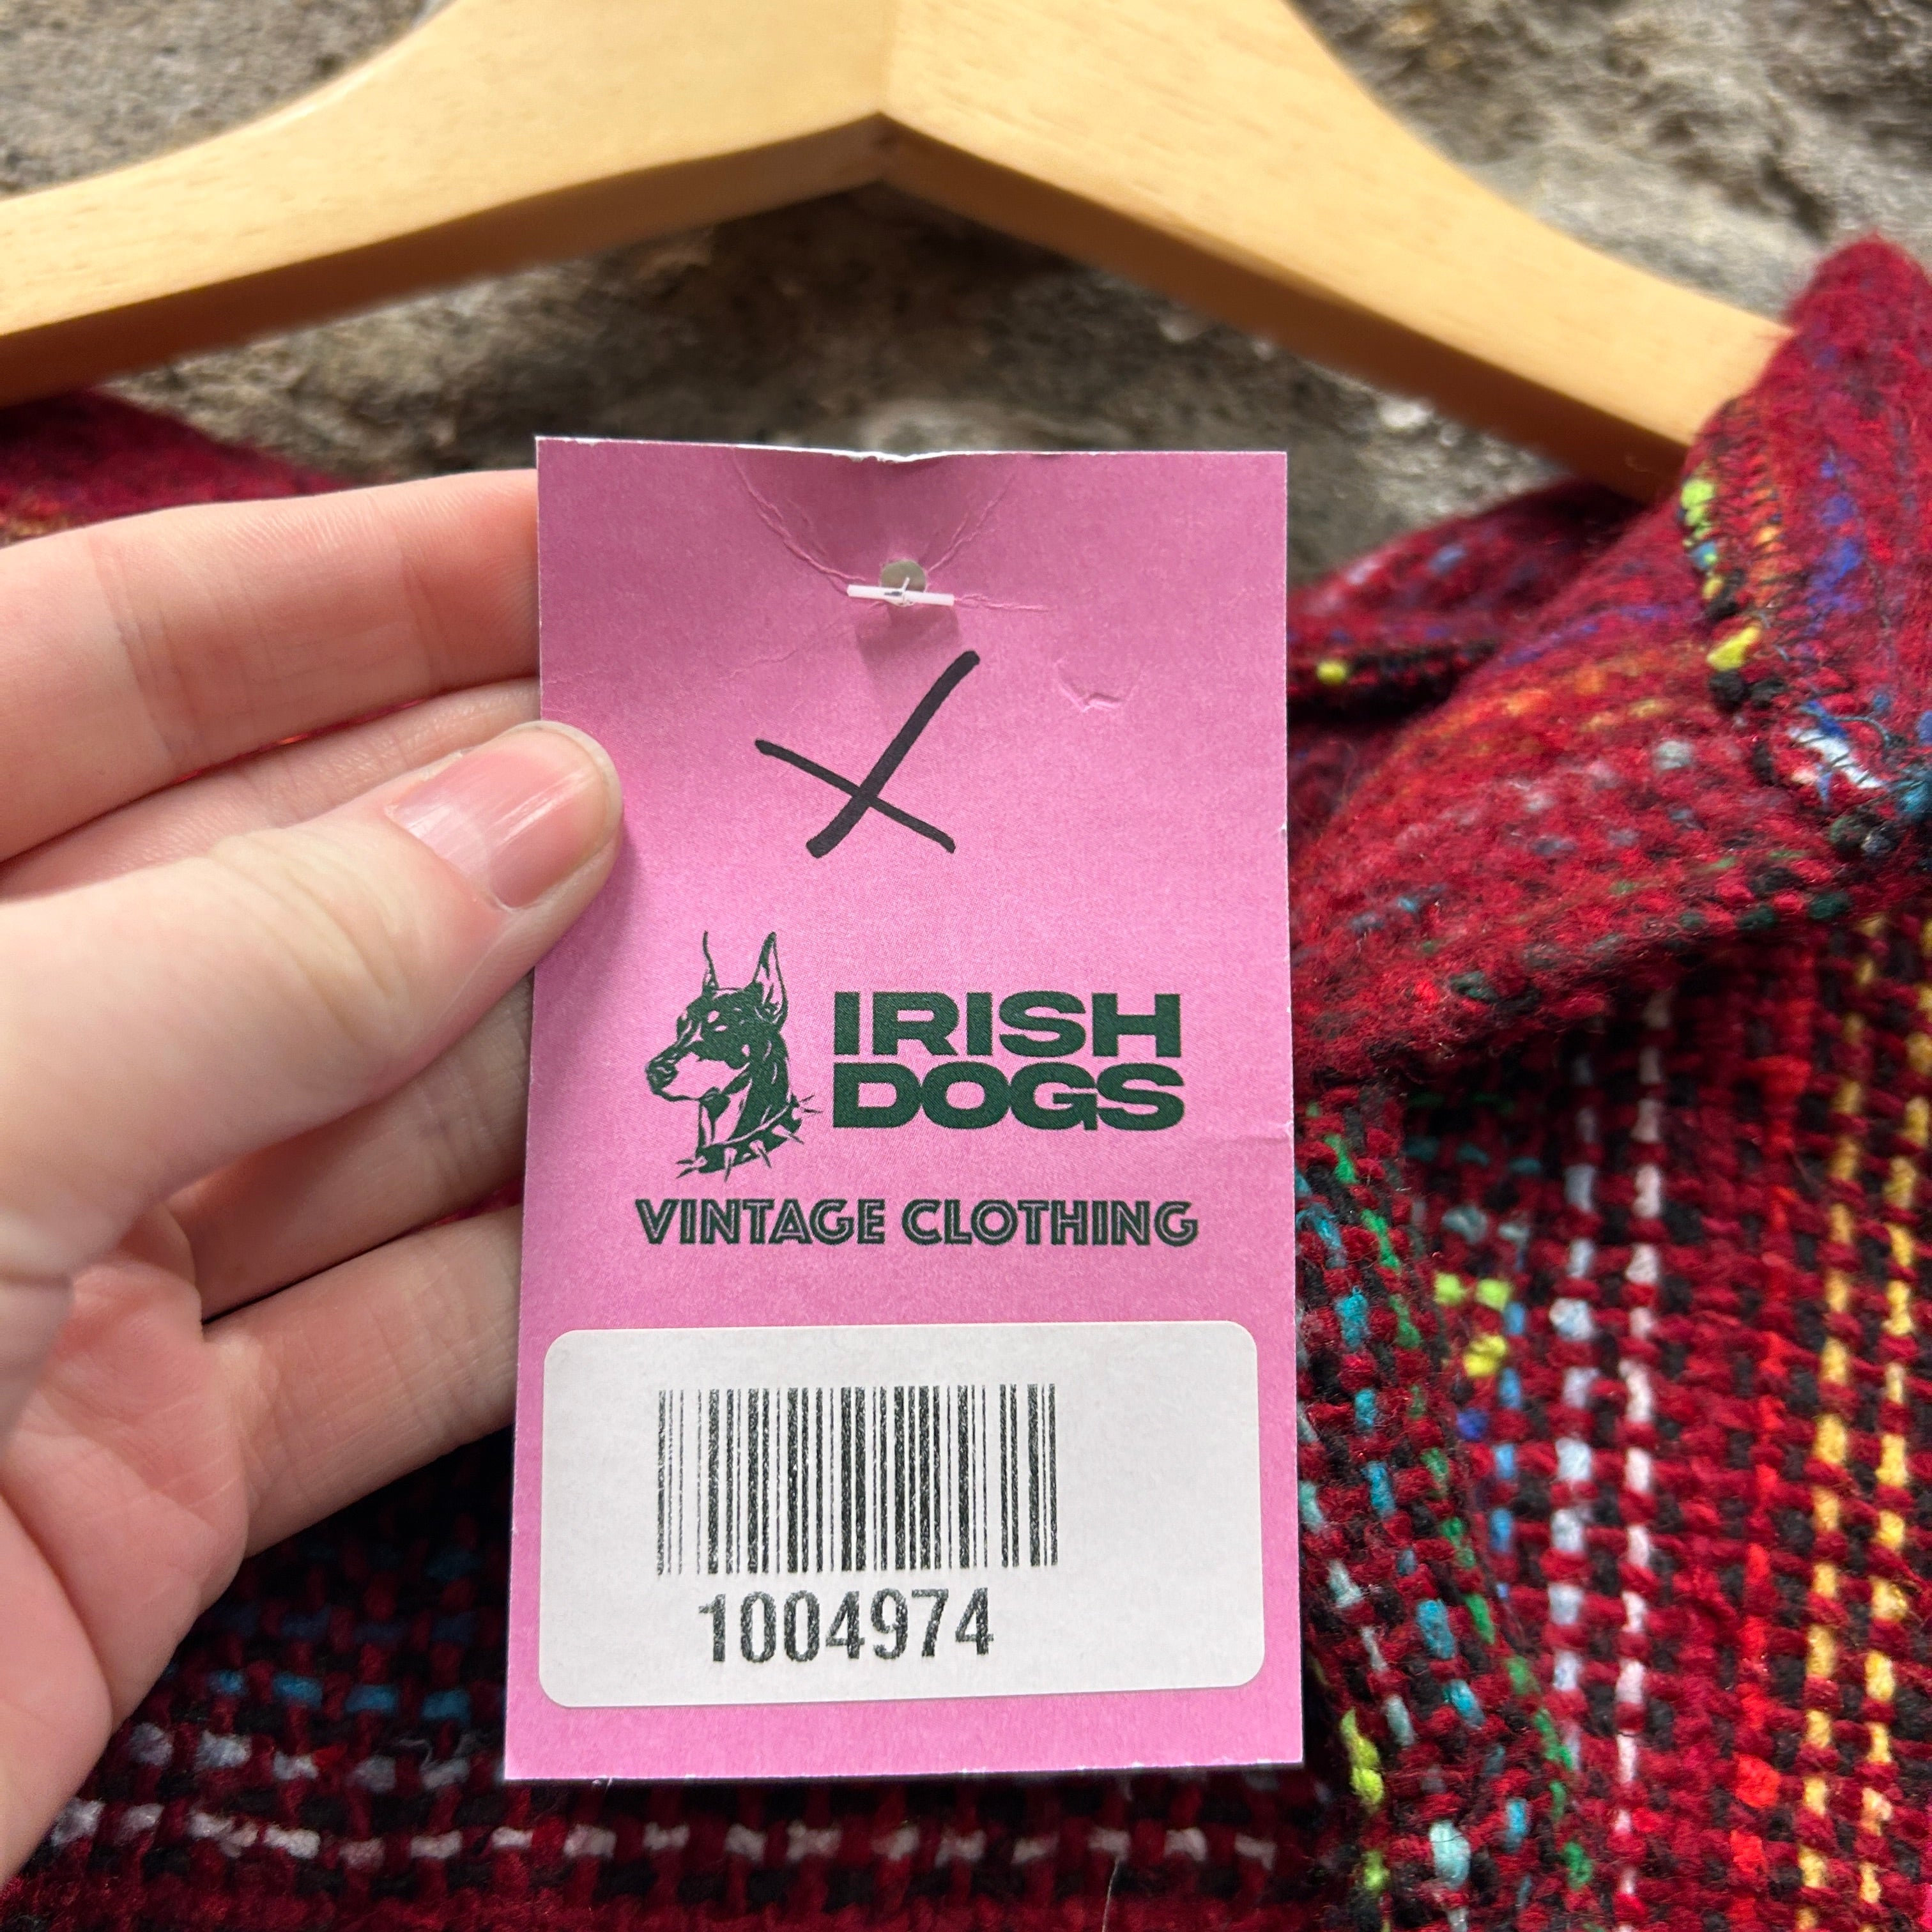 X
IRISH
DOGS
VINTAGE CLOTHING
1004974